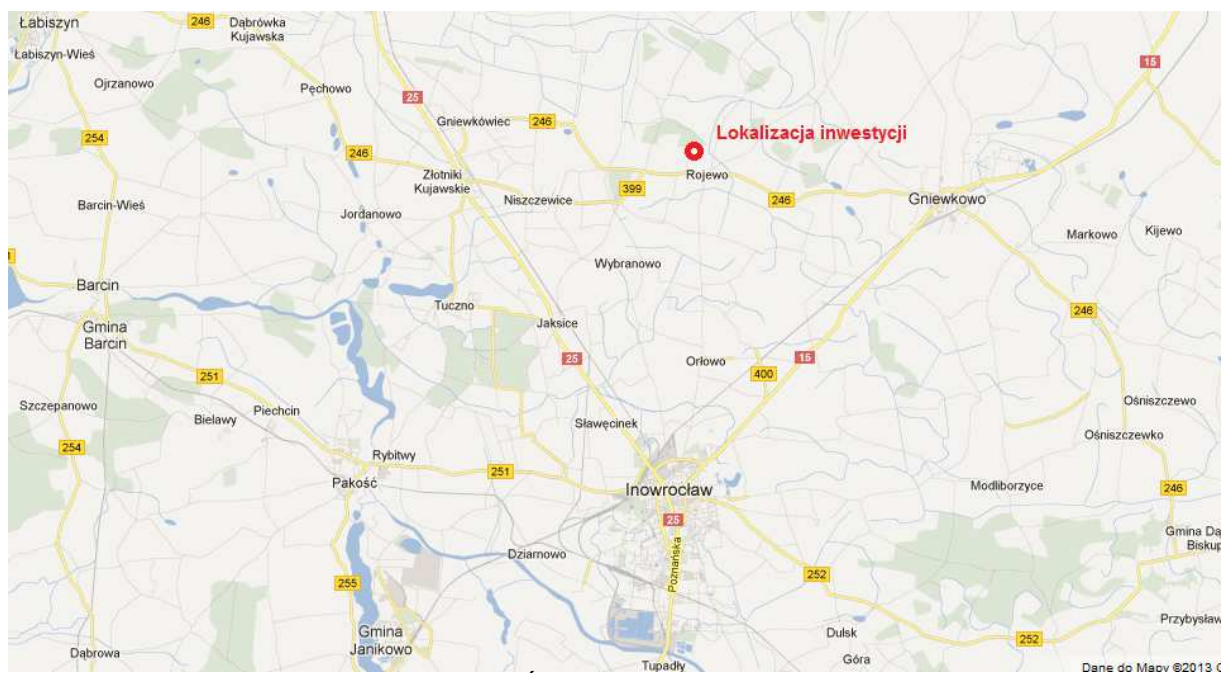 Łabiszyn
246
Dąbrówka
Kujawska
15
Łabiszyn-Wieś
Ojrzanowo
Pęchowo
25
Gniewkówiec
246
Lokalizacja inwestycji
254
246
Złotniki
Kujawskie
Rojewo
399
Niszczewice
246
Gniewkowo
Barcin-Wieś
Jordanowo
Markowo
Kijewo
Wybranowo
Barcin
Tuczno
Jaksice
246
Gmina
Barcin
25
Orłowo
15
400
251
Szczepanowo
Bielawy
Piechcin
Ośniszczewo
Sławęcinek
Ośniszczewko
254
Rybitwy
251
Pakość
Inowrocław
Modliborzyce
246
25
Gmina Dą
Biskup
Dziarnowo
Poznańska
255
252
Przybysław
Gmina
Janikowo
Dulsk
252
Dąbrowa
Góra
Tupadły
Dane do Mapy ©2013